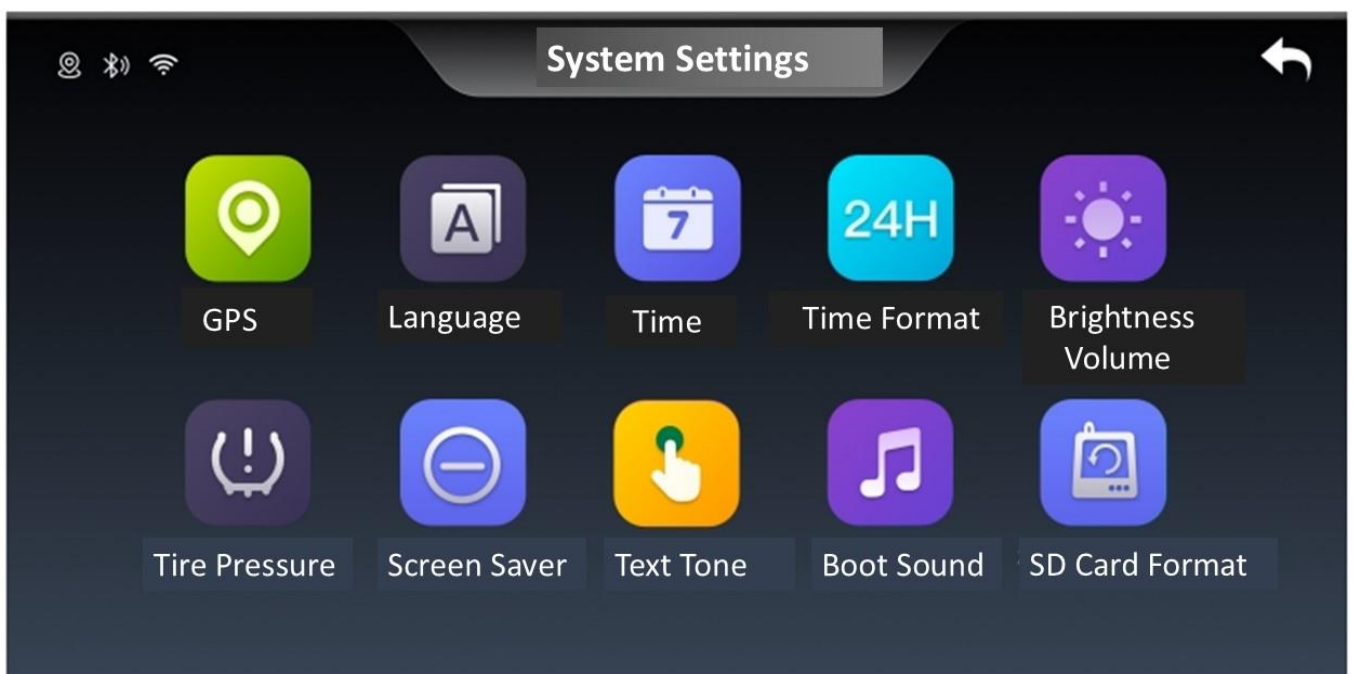 System Settings
A
7
24H
GPS
Language
Time
Time Format
Brightness
Volume
Tire Pressure
Screen Saver
Text Tone
Boot Sound
SD Card Format